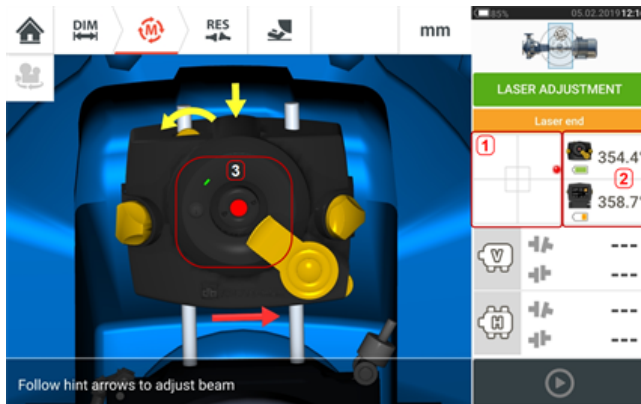 DIM
M
RES
mm
85%
05.02.2019 12:10
LASER ADJUSTMENT
Laser end
1
354.4°
2
358.7°
3
V
---
---
H
---
---
Follow hint arrows to adjust beam